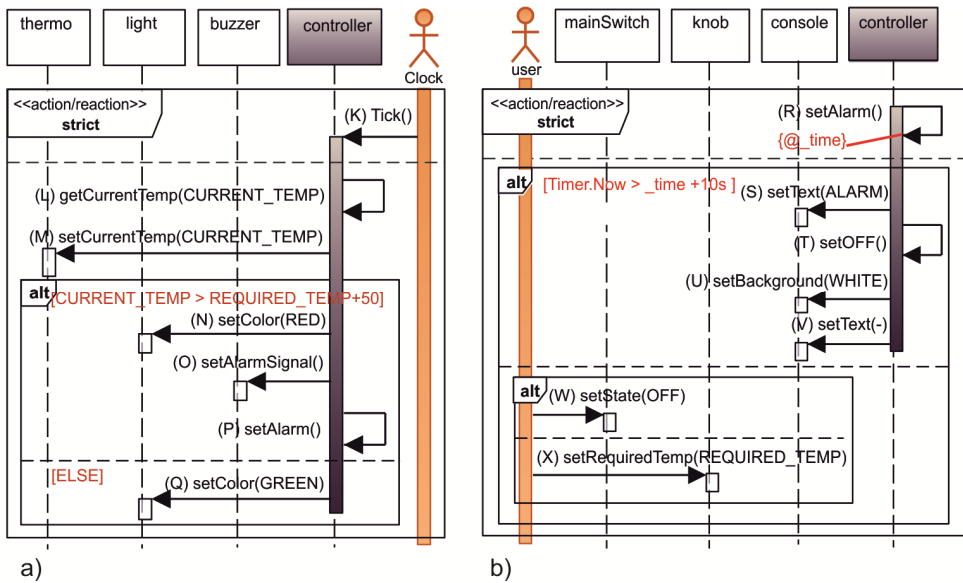 thermo
light
buzzer
controller
Clock
<<action/reaction>>
strict
(K) Tick()
(L) getCurrentTemp(CURRENT_TEMP)
(M) setCurrentTemp(CURRENT_TEMP)
alt
[CURRENT_TEMP > REQUIRED_TEMP+50]
(N) setColor(RED)
(O) setAlarmSignal()
(P) setAlarm()
[ELSE]
(Q) setColor(GREEN)
a)
user
mainSwitch
knob
console
controller
<<action/reaction>>
strict
(R) setAlarm()
{@_time}
alt
[Timer.Now > _time +10s ]
(S) setText(ALARM)
(T) setOFF()
(U) setBackground(WHITE)
(V) setText(-)
alt
(W) setState(OFF)
(X) setRequiredTemp(REQUIRED_TEMP)
b)